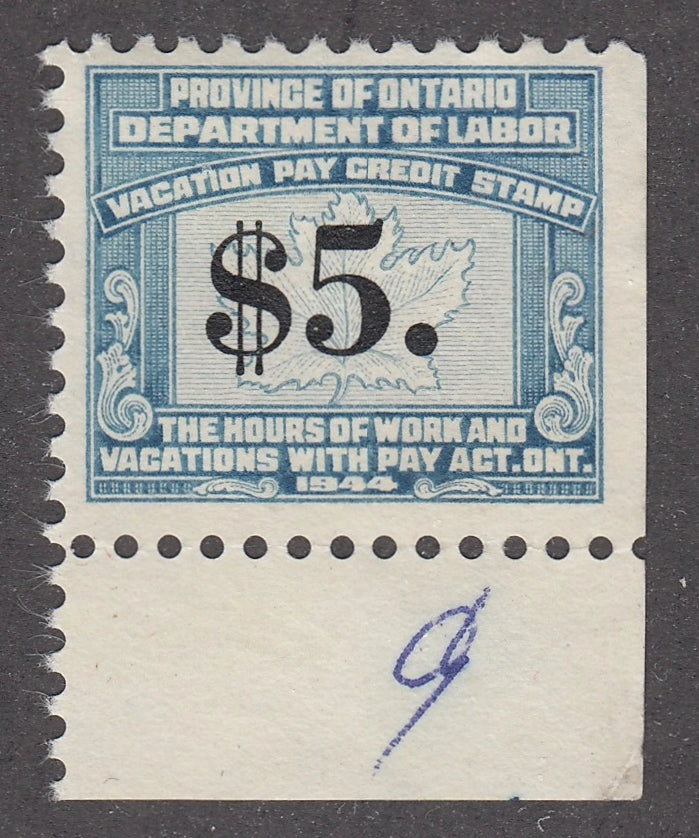 PROVINCE OF ONTARIO
DEPARTMENT OF LABOR
VACATION PAY CREDIT STAMP
$5.
THE HOURS OF WORK AND
VACATIONS WITH PAY ACT.ONT.
1944